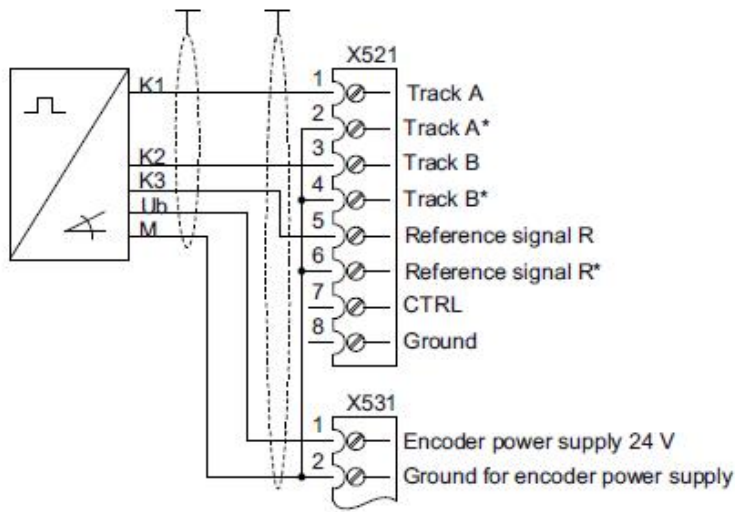 X521
K1
1 Track A
2 Track A*
K2
3 Track B
K3
4 Track B*
Ub
5 Reference signal R
M
6 Reference signal R*
7 CTRL
8 Ground
X531
1 Encoder power supply 24 V
2 Ground for encoder power supply